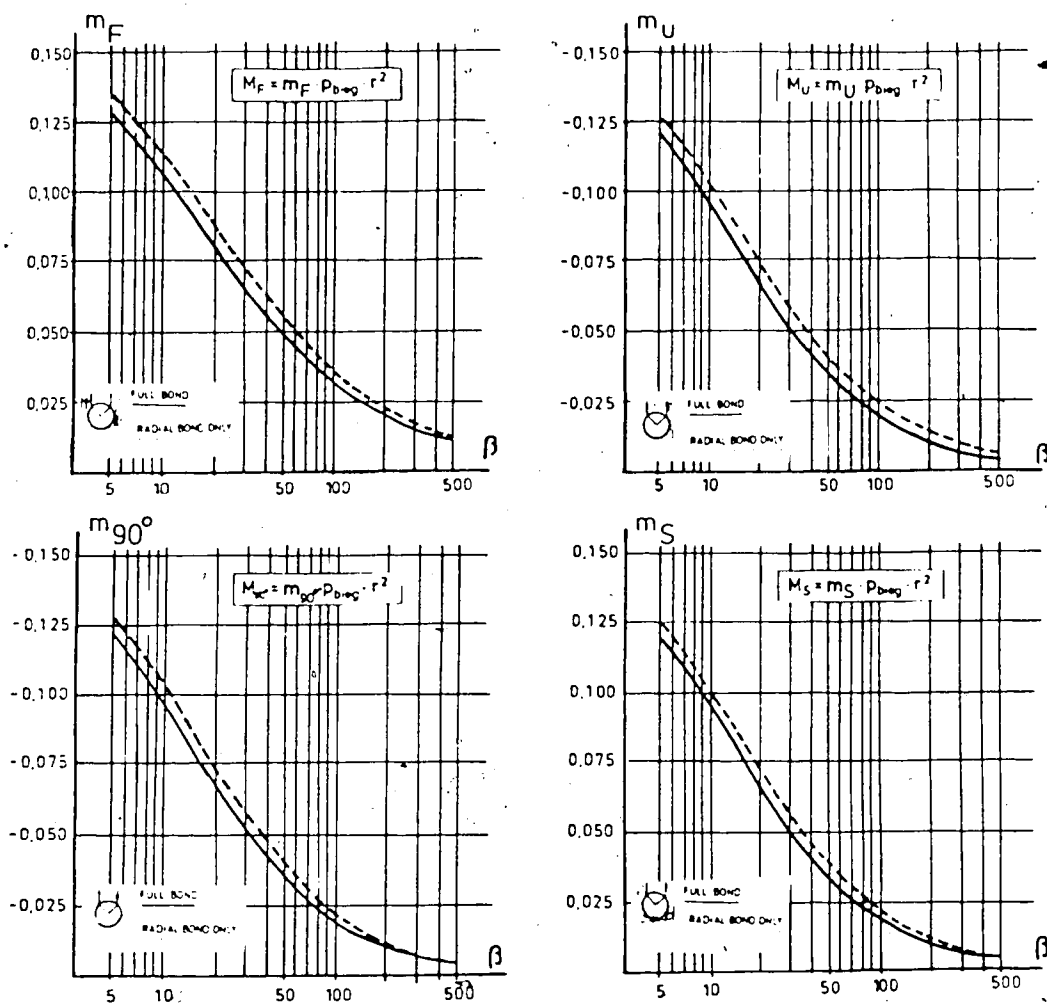 m_F
0,150
0,125
0,100
0,075
0,050
0,025
M_F = m_F · p_bieg · r²
FULL BOND
RADIAL BOND ONLY
β
5 10 50 100 500
m_U
-0,150
-0,125
-0,100
-0,075
-0,050
-0,025
M_U = m_U · p_bieg · r²
FULL BOND
RADIAL BOND ONLY
β
5 10 50 100 500
m_90°
-0,150
-0,125
-0,100
-0,075
-0,050
-0,025
M_90° = m_90° · p_bieg · r²
FULL BOND
RADIAL BOND ONLY
β
5 10 50 100
m_S
0,150
0,125
0,100
0,075
0,050
0,025
M_S = m_S · p_bieg · r²
FULL BOND
RADIAL BOND ONLY
β
5 10 50 100 500